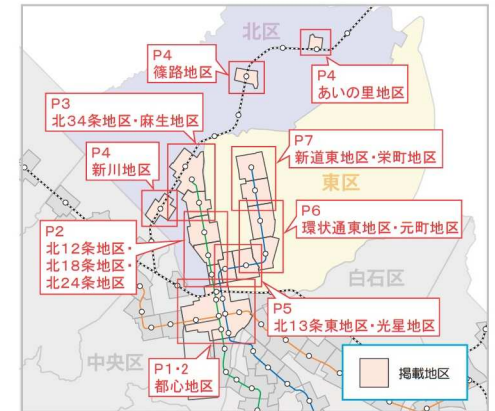 北区
P4
篠路地区
P4
あいの里地区
P3
北34条地区・麻生地区
P4
新川地区
P7
新道東地区・栄町地区
東区
P6
環状通東地区・元町地区
P2
北12条地区・
北18条地区・
北24条地区
白石区
P5
北13条東地区・光星地区
中央区
P1・2
都心地区
掲載地区